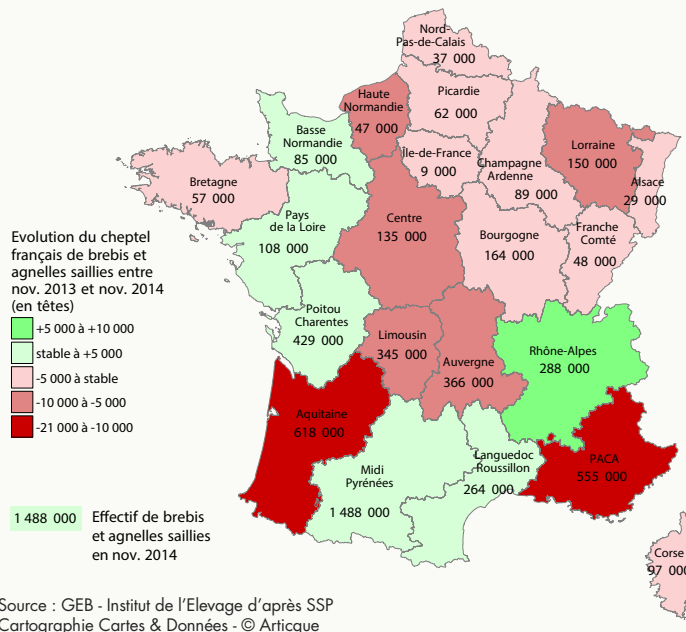 Nord-
Pas-de-Calais
37 000
Picardie
62 000
Haute
Normandie
47 000
Basse
Normandie
85 000
Ile-de-France
9 000
Champagne
Ardenne
89 000
Lorraine
150 000
Alsace
29 000
Bretagne
57 000
Pays
de la Loire
108 000
Centre
135 000
Bourgogne
164 000
Franche
Comté
48 000
Poitou
Charentes
429 000
Limousin
345 000
Auvergne
366 000
Rhône-Alpes
288 000
Aquitaine
618 000
Midi
Pyrénées
1 488 000
Languedoc
Roussillon
264 000
PACA
555 000
Corse
97 000
Evolution du cheptel
français de brebis et
agnelles saillies entre
nov. 2013 et nov. 2014
(en têtes)
+5 000 à +10 000
stable à +5 000
-5 000 à stable
-10 000 à -5 000
-21 000 à -10 000
1 488 000
Effectif de brebis
et agnelles saillies
en nov. 2014
Source : GEB - Institut de l'Elevage d'après SSP
Cartographie Cartes & Données - © Articque